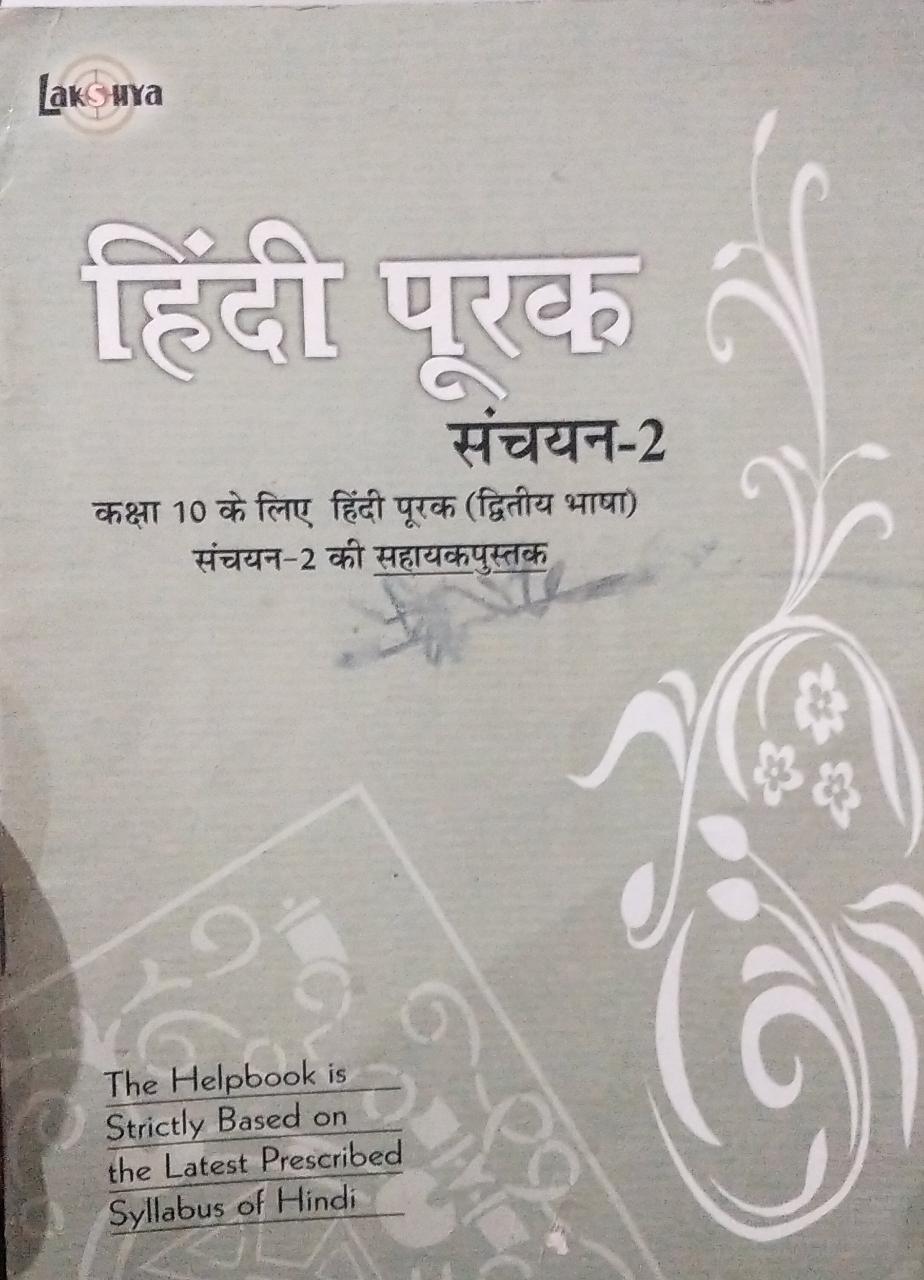 Lakshya
हिंदी पूरक
संचयन-2
कक्षा 10 के लिए हिंदी पूरक (द्वितीय भाषा)
संचयन-2 की सहायकपुस्तक
The Helpbook is
Strictly Based on
the Latest Prescribed
Syllabus of Hindi